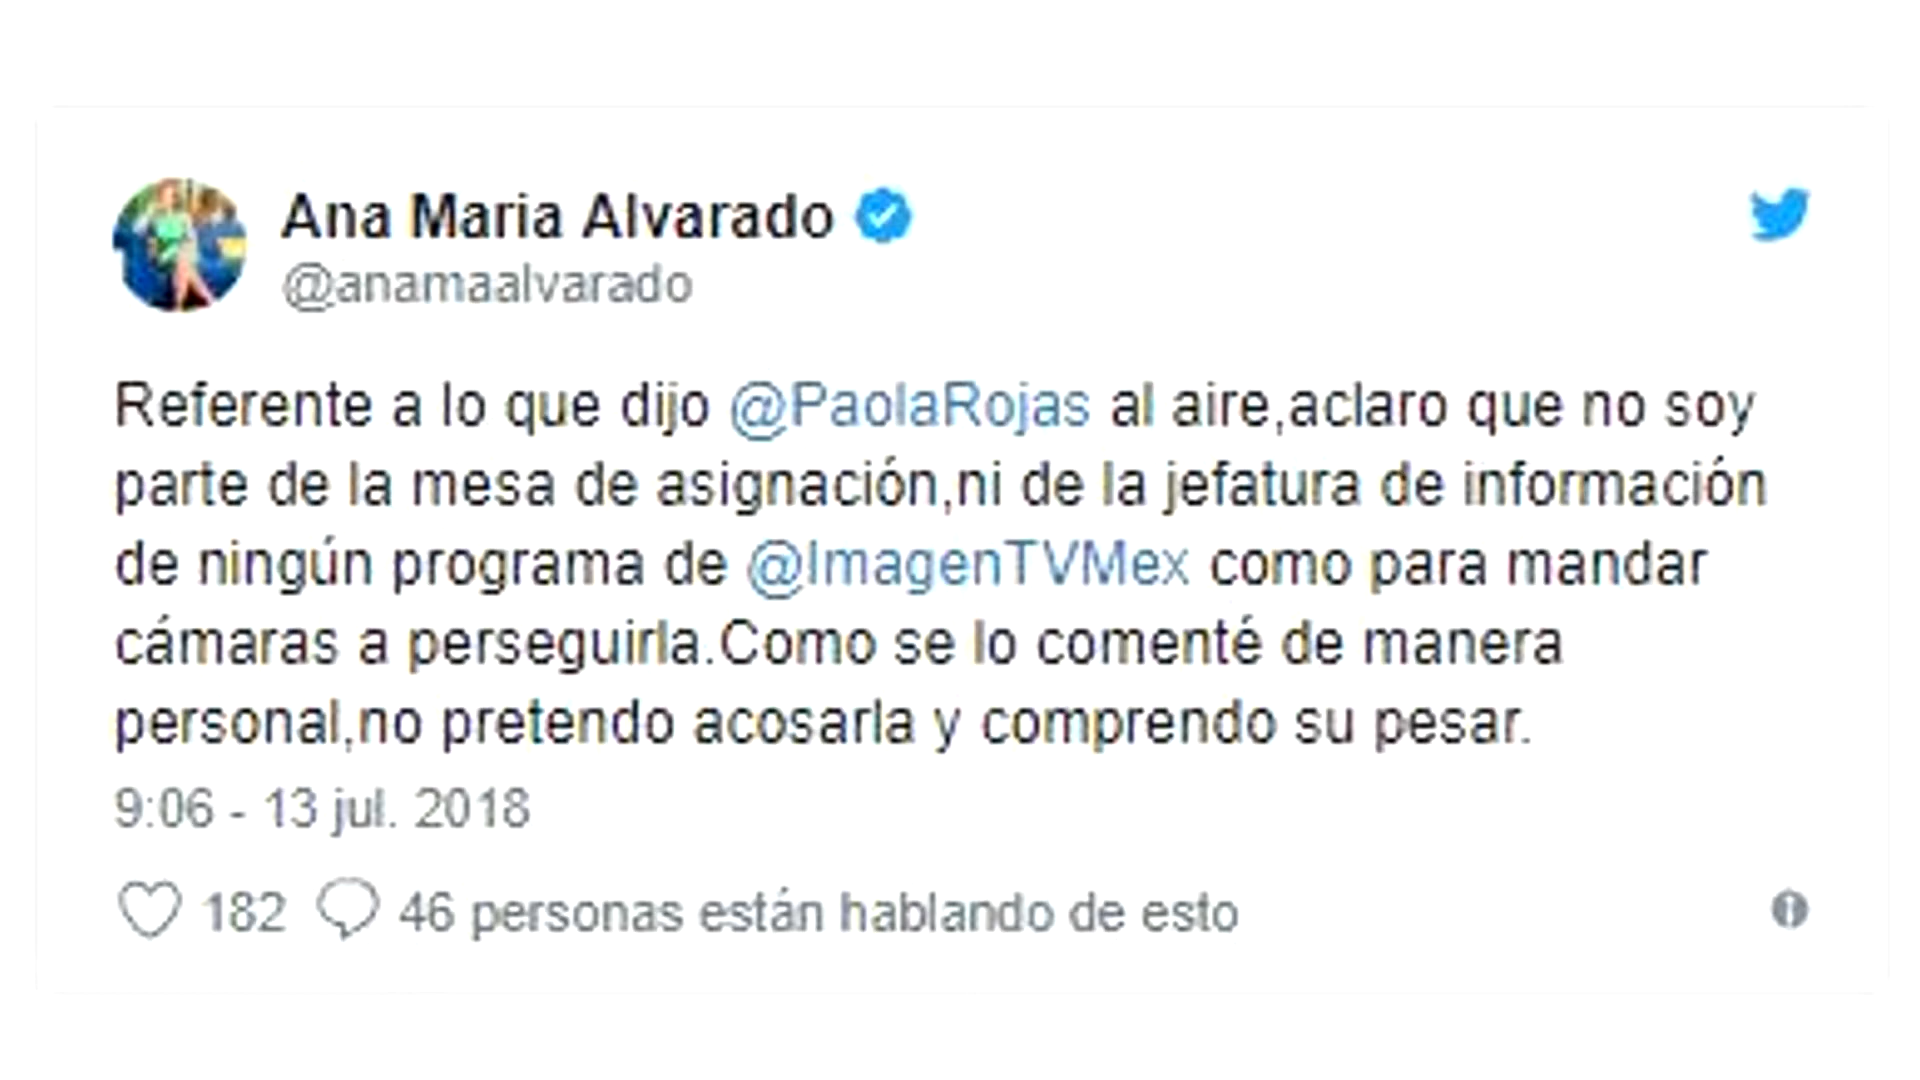 Ana Maria Alvarado
@anamaalvarado
Referente a lo que dijo @PaolaRojas al aire,aclaro que no soy
parte de la mesa de asignación,ni de la jefatura de información
de ningún programa de @ImagenTVMex como para mandar
cámaras a perseguirla.Como se lo comenté de manera
personal,no pretendo acosarla y comprendo su pesar.
9:06 - 13 jul. 2018
182 46 personas están hablando de esto